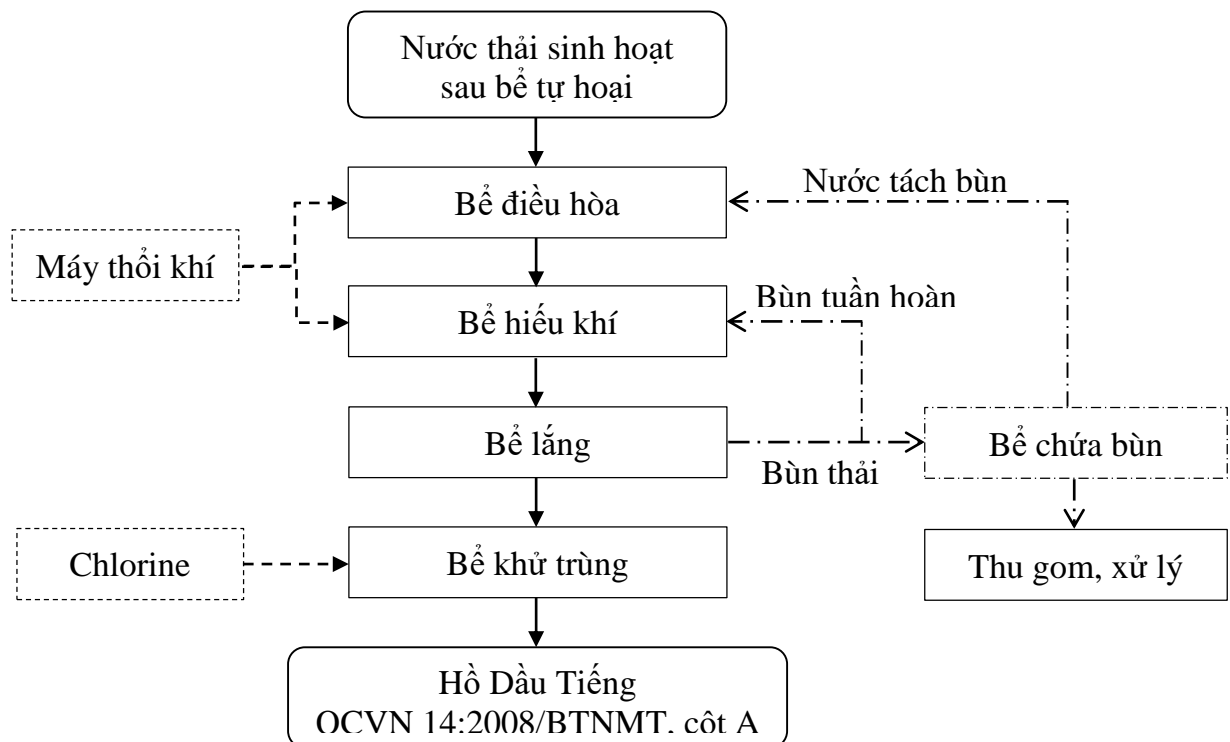 Nước thải sinh hoạt
sau bể tự hoại
Bể điều hòa
Nước tách bùn
Máy thổi khí
Bể hiếu khí
Bùn tuần hoàn
Bể lắng
Bùn thải
Bể chứa bùn
Chlorine
Bể khử trùng
Thu gom, xử lý
Hồ Dầu Tiếng
QCVN 14:2008/BTNMT, cột A